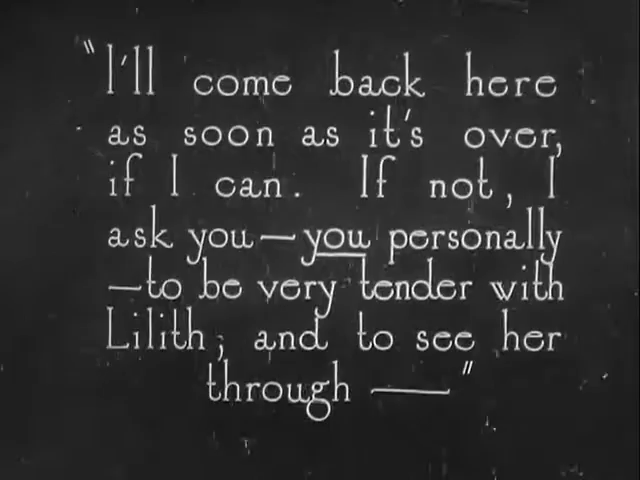 "I'll come back here
as soon as it's over,
if I can. If not, I
ask you—you personally
—to be very tender with
Lilith; and to see her
through ——"